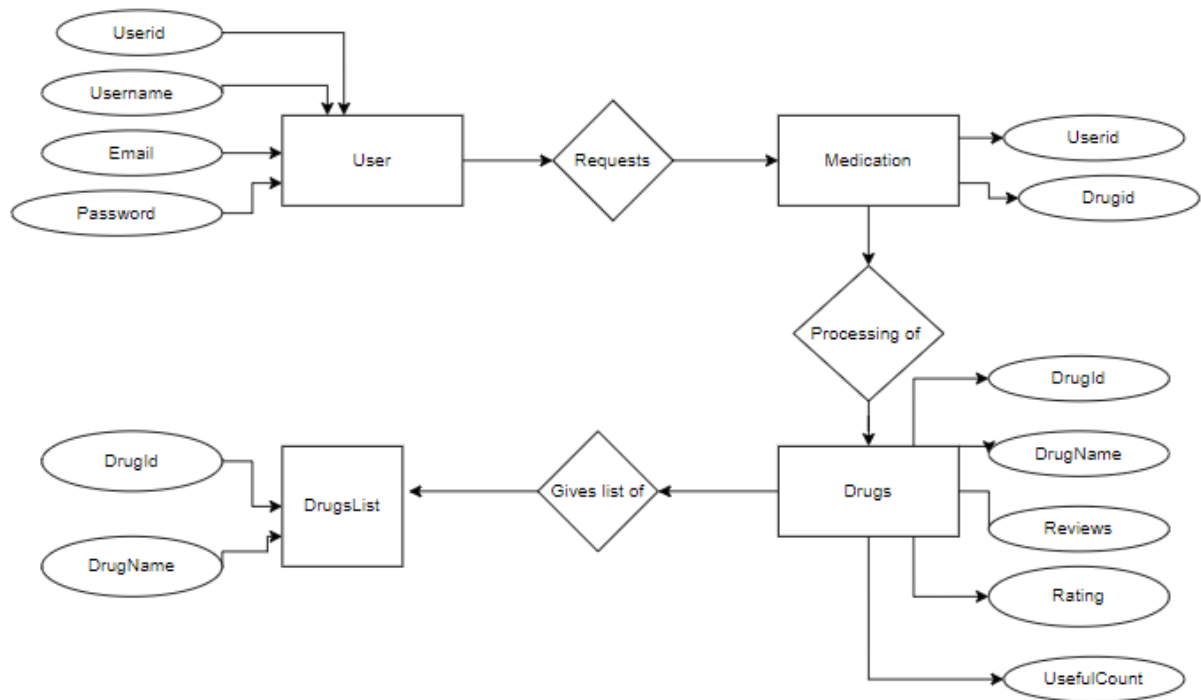 Userid
Username
Email
Password
User
Requests
Medication
Userid
Drugid
Processing of
DrugId
DrugName
Reviews
Rating
UsefulCount
Drugs
Gives list of
DrugsList
DrugId
DrugName